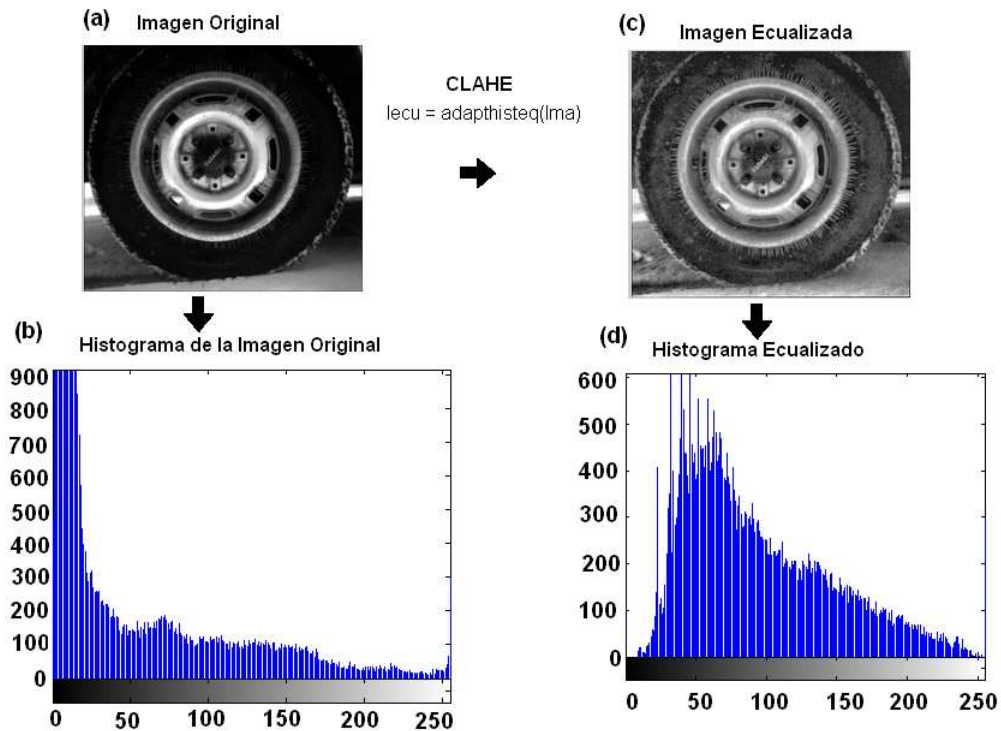 (a)
Imagen Original
(c)
Imagen Ecualizada
CLAHE
Iecu = adapthisteq(Ima)
(b)
Histograma de la Imagen Original
(d)
Histograma Ecualizado
900
800
700
600
500
400
300
200
100
0
0 50 100 150 200 250
600
500
400
300
200
100
0
0 50 100 150 200 250